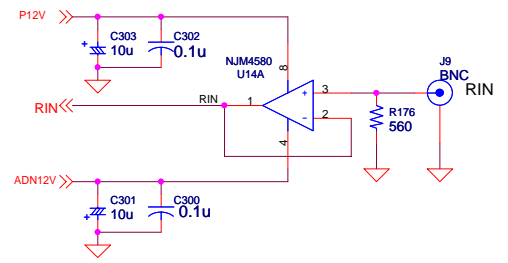 P12V
C303
10u
C302
0.1u
NJM4580
U14A
8
RIN
RIN
1
+
3
-
2
4
J9
BNC
RIN
R176
560
ADN12V
+
C301
10u
C300
0.1u
+